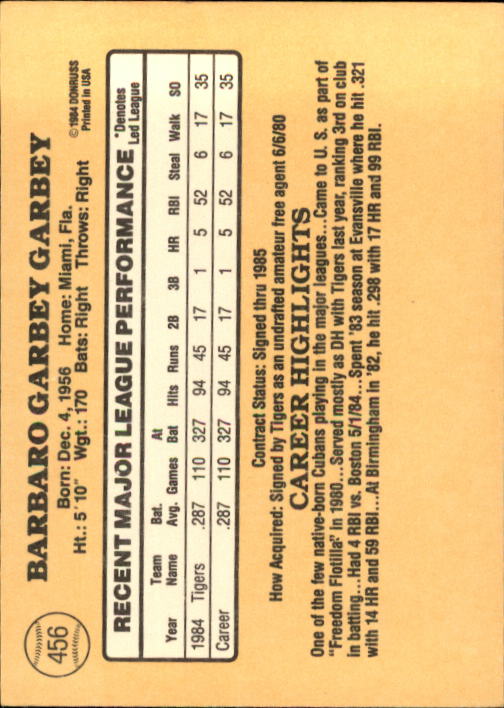 456
BARBARO GARBEY GARBEY
Born: Dec. 4, 1956 Home: Miami, Fla.
Ht.: 5'10" Wgt.: 170 Bats: Right Throws: Right
©1984 DONRUSS
Printed in USA
RECENT MAJOR LEAGUE PERFORMANCE
*Denotes
Led League
Year Team Name Bat. Avg. Games At Bat Hits Runs 2B 3B HR RBI Steal Walk SO
1984 Tigers .287 110 327 94 45 17 1 5 52 6 17 35
Career .287 110 327 94 45 17 1 5 52 6 17 35
Contract Status: Signed thru 1985
How Acquired: Signed by Tigers as an undrafted amateur free agent 6/6/80
CAREER HIGHLIGHTS
One of the few native-born Cubans playing in the major leagues...Came to U. S. as part of
"Freedom Flotilla" in 1980...Served mostly as DH with Tigers last year, ranking 3rd on club
in batting...Had 4 RBI vs. Boston 5/1/84...Spent '83 season at Evansville where he hit .321
with 14 HR and 59 RBI...At Birmingham in '82, he hit .298 with 17 HR and 99 RBI.